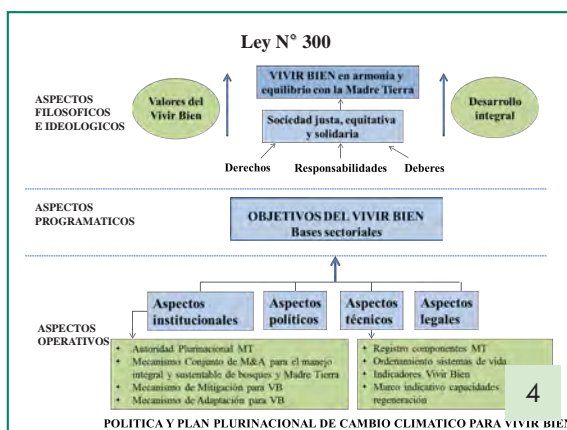 Ley N° 300
ASPECTOS
FILOSOFICOS
E IDEOLOGICOS
Valores del
Vivir Bien
VIVIR BIEN en armonía y
equilibrio con la Madre Tierra
Sociedad justa, equitativa
y solidaria
Desarrollo
integral
Derechos Responsabilidades Deberes
ASPECTOS
PROGRAMATICOS
OBJETIVOS DEL VIVIR BIEN
Bases sectoriales
ASPECTOS
OPERATIVOS
Aspectos
institucionales
Aspectos
políticos
Aspectos
técnicos
Aspectos
legales
• Autoridad Plurinacional MT
• Mecanismo Conjunto de M&A para el manejo
integral y sustentable de bosques y Madre Tierra
• Mecanismo de Mitigación para VB
• Mecanismo de Adaptación para VB
• Registro componentes MT
• Ordenamiento sistemas de vida
• Indicadores Vivir Bien
• Marco indicativo capacidades
regeneración
4
POLITICA Y PLAN PLURINACIONAL DE CAMBIO CLIMATICO PARA VIVIR BIEN